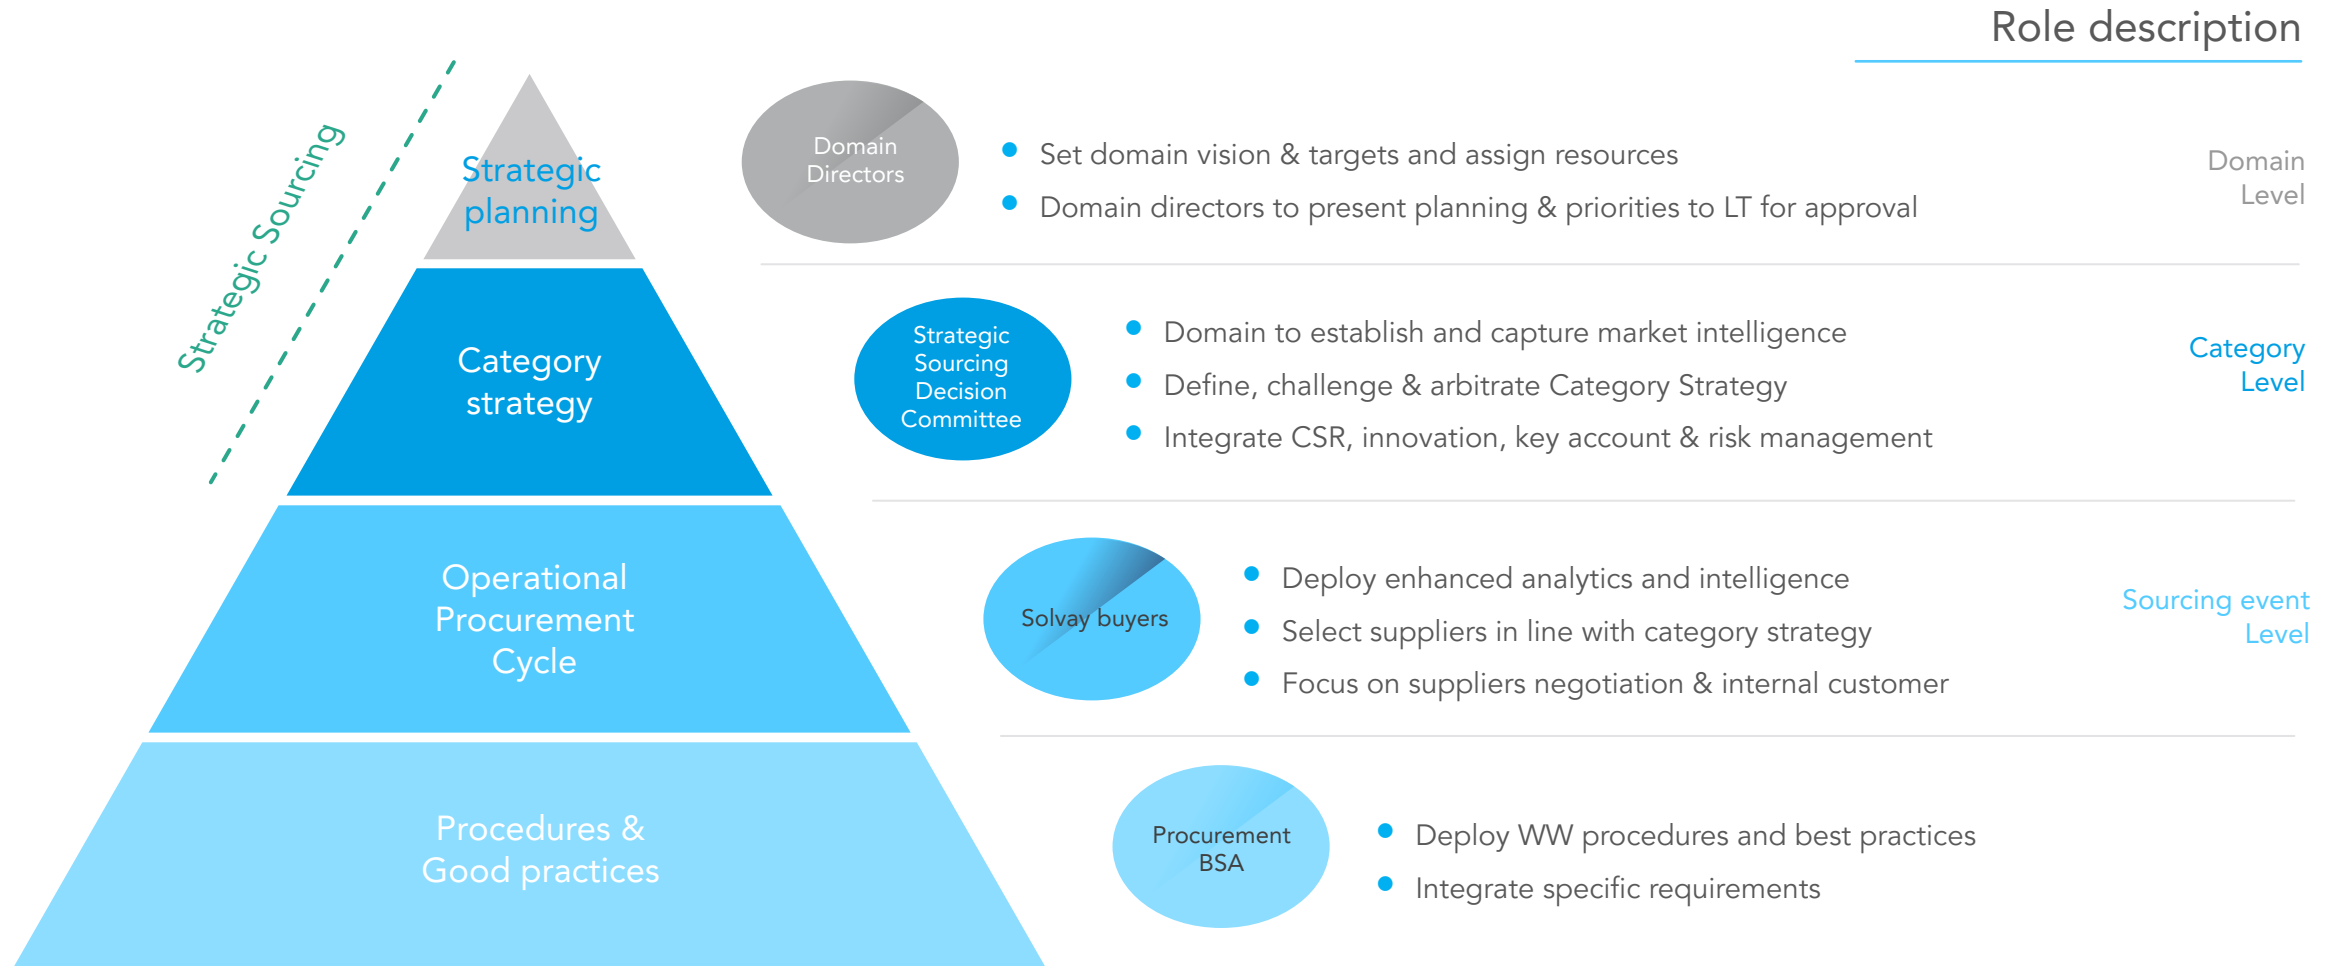 Role description
Strategic Sourcing
Strategic
planning
Domain
Directors
Set domain vision & targets and assign resources
Domain directors to present planning & priorities to LT for approval
Domain
Level
Category
strategy
Strategic
Sourcing
Decision
Committee
Domain to establish and capture market intelligence
Define, challenge & arbitrate Category Strategy
Integrate CSR, innovation, key account & risk management
Category
Level
Operational
Procurement
Cycle
Solvay buyers
Deploy enhanced analytics and intelligence
Select suppliers in line with category strategy
Focus on suppliers negotiation & internal customer
Sourcing event
Level
Procedures &
Good practices
Procurement
BSA
Deploy WW procedures and best practices
Integrate specific requirements